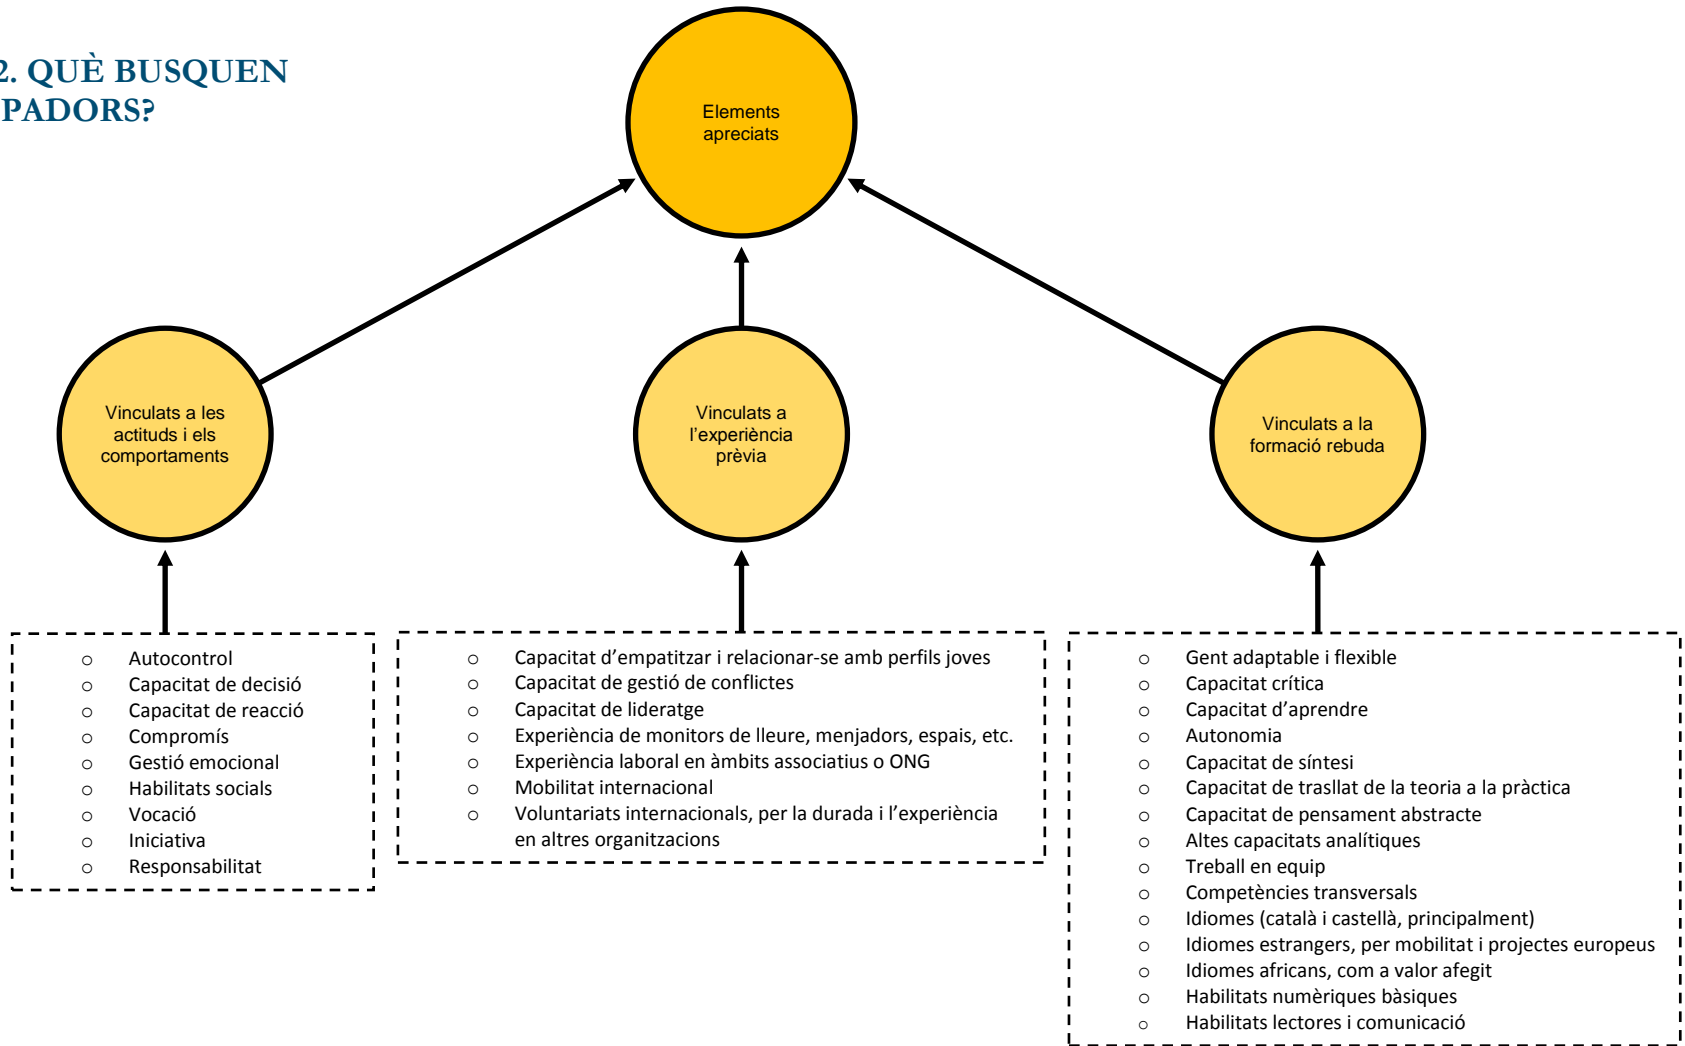 2. QUÈ BUSQUEN
PADORS?
Elements
apreciats
Vinculats a les
actituds i els
comportaments
Vinculats a
l’experiència
prèvia
Vinculats a la
formació rebuda
o Autocontrol
o Capacitat de decisió
o Capacitat de reacció
o Compromís
o Gestió emocional
o Habilitats socials
o Vocació
o Iniciativa
o Responsabilitat
o Capacitat d’empatitzar i relacionar-se amb perfils joves
o Capacitat de gestió de conflictes
o Capacitat de lideratge
o Experiència de monitors de lleure, menjadors, espais, etc.
o Experiència laboral en àmbits associatius o ONG
o Mobilitat internacional
o Voluntariats internacionals, per la durada i l’experiència
en altres organitzacions
o Gent adaptable i flexible
o Capacitat crítica
o Capacitat d’aprendre
o Autonomia
o Capacitat de síntesi
o Capacitat de trasllat de la teoria a la pràctica
o Capacitat de pensament abstracte
o Altes capacitats analítiques
o Treball en equip
o Competències transversals
o Idiomes (català i castellà, principalment)
o Idiomes estrangers, per mobilitat i projectes europeus
o Idiomes africans, com a valor afegit
o Habilitats numèriques bàsiques
o Habilitats lectores i comunicació